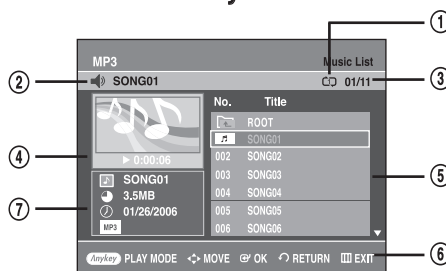 1
MP3 Music List
2 SONG01 01/11 3
No. Title
ROOT
SONG01
4 0:00:06 002 SONG02
SONG01 003 SONG03 5
3.5MB 004 SONG04
7 01/26/2006 005 SONG05
MP3 006 SONG06
Anykey PLAY MODE MOVE OK RETURN EXIT 6